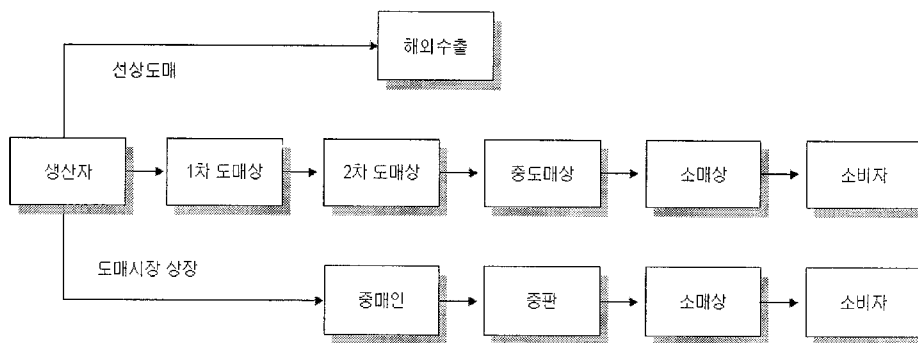 해외수출
선상도매
생산자
1차 도매상
2차 도매상
중도매상
소매상
소비자
도매시장 상장
중매인
중판
소매상
소비자